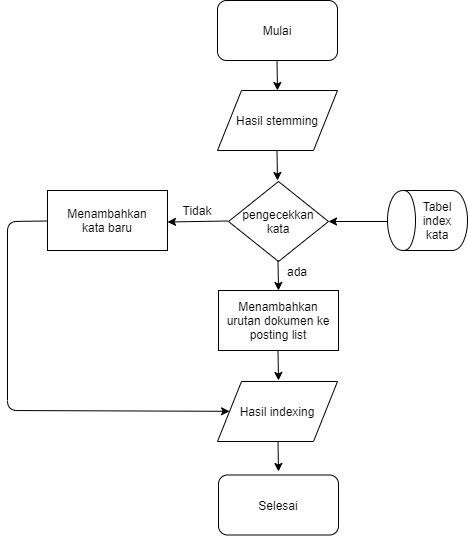 Mulai
Hasil stemming
pengecekkan
kata
Tidak
Menambahkan
kata baru
Tabel
index
kata
ada
Menambahkan
urutan dokumen ke
posting list
Hasil indexing
Selesai